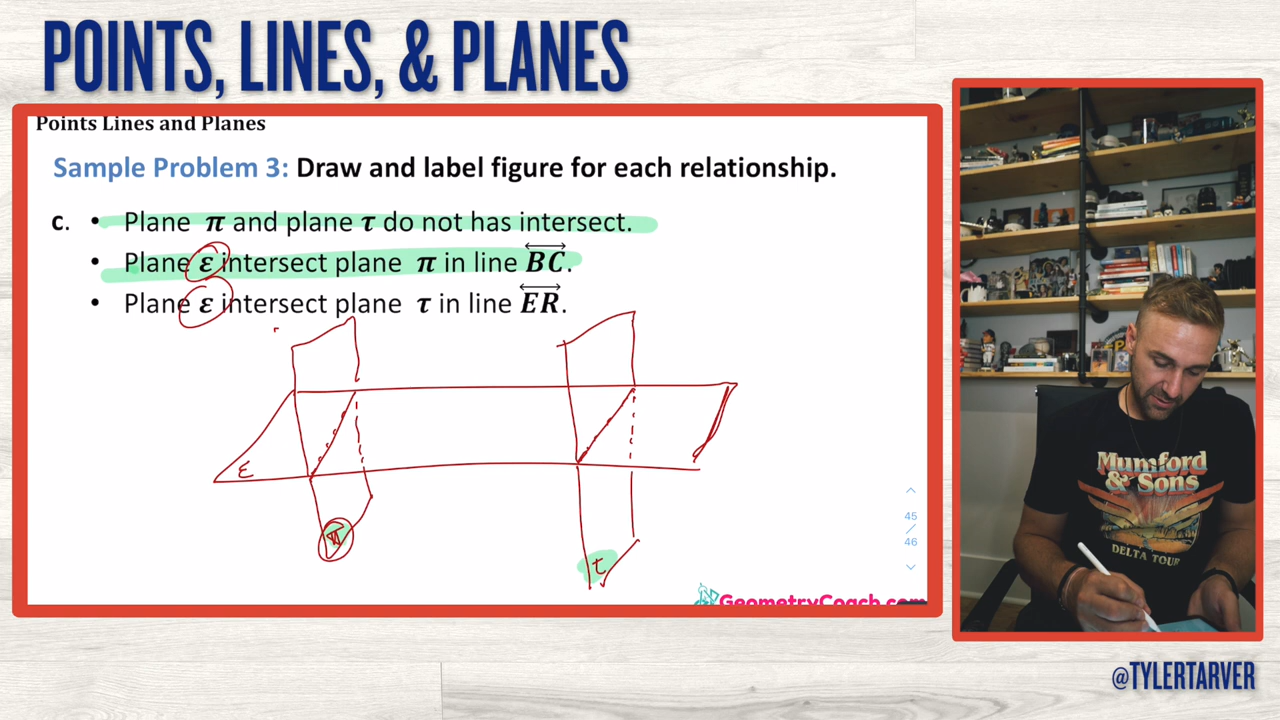 POINTS, LINES, & PLANES
Points Lines and Planes
Sample Problem 3: Draw and label figure for each relationship.
c. • Plane π and plane τ do not has intersect.
• Plane ε intersect plane π in line BC.
• Plane ε intersect plane τ in line ER.
ε
π
τ
45
/
46
GeometryCoach.com
Mumford
& Sons
DELTA TOUR
@TYLERTARVER